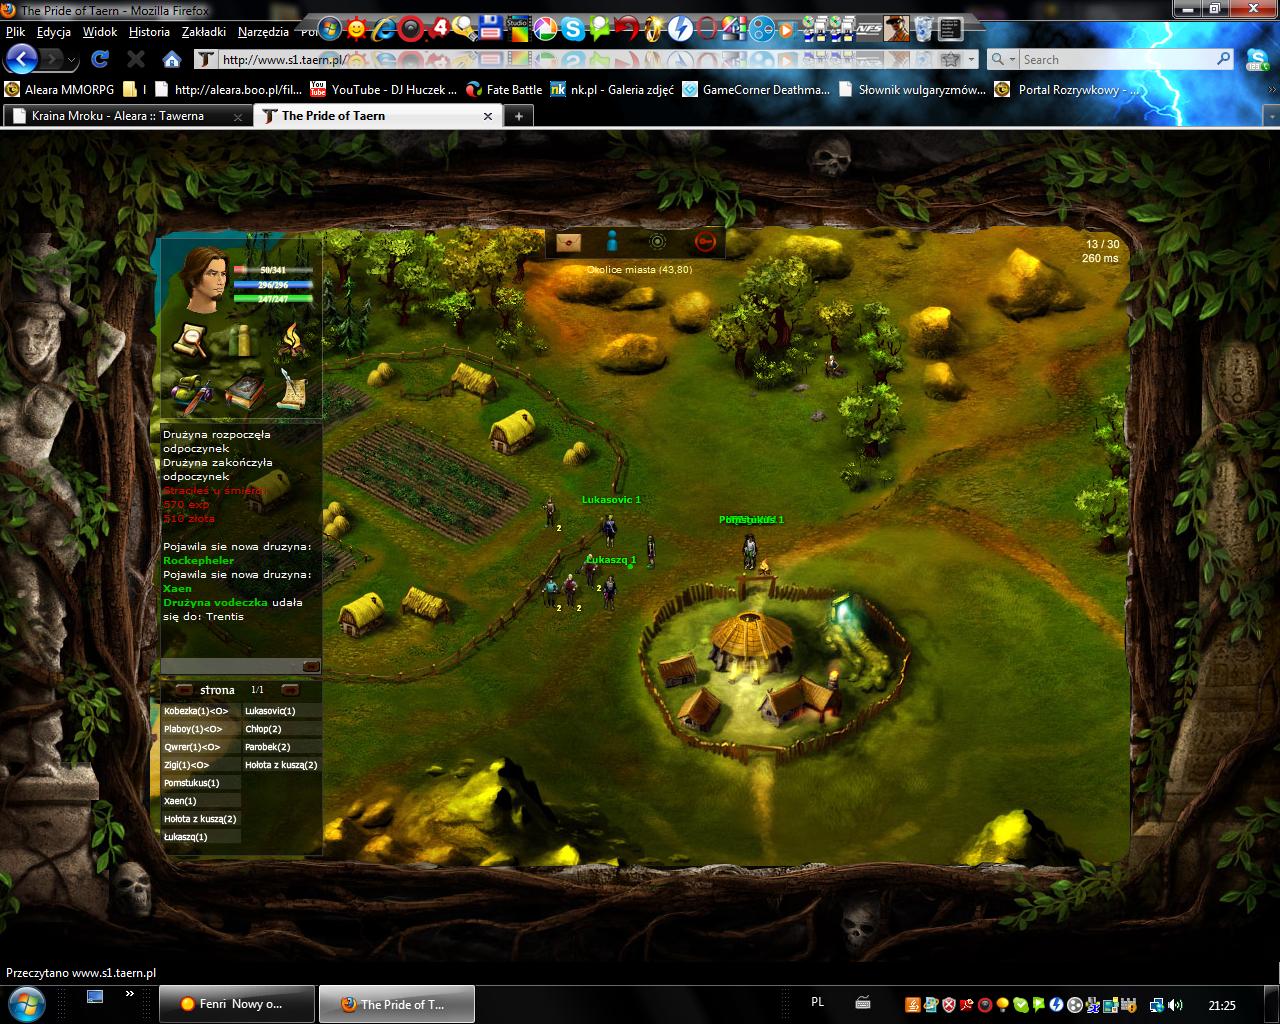 The Pride of Taern - Mozilla Firefox
Plik Edycja Widok Historia Zakładki Narzędzia
http://www.s1.taern.pl/
Search
Aleara MMORPG
http://aleara.boo.pl/fil...
YouTube - DJ Huczek ...
Fate Battle
nk.pl - Galeria zdjęć
GameCorner Deathma...
Słownik wulgaryzmów...
Portal Rozrywkowy - ...
Kraina Mroku - Aleara :: Tawerna
The Pride of Taern
Okolice miasta (43,80)
13 / 30
260 ms
50/341
296/296
247/247
Drużyna rozpoczęła
odpoczynek
Drużyna zakończyła
odpoczynek
Straciłeś u śmierci
570 exp
510 złota
Pojawila sie nowa druzyna:
Rockepheler
Pojawila sie nowa druzyna:
Xaen
Drużyna vodeczka udała
się do: Trentis
Lukasovic 1
Lukaszq 1
2
2
2
2
strona 1/1
Kobezka(1)<O> Lukasovic(1)
Plaboy(1)<O> Chłop(2)
Qwrer(1)<O> Parobek(2)
Zigi(1)<O> Hołota z kuszą(2)
Pomstukus(1)
Xaen(1)
Hołota z kuszą(2)
Łukaszq(1)
Przeczytano www.s1.taern.pl
Fenri Nowy o...
The Pride of T...
PL
21:25